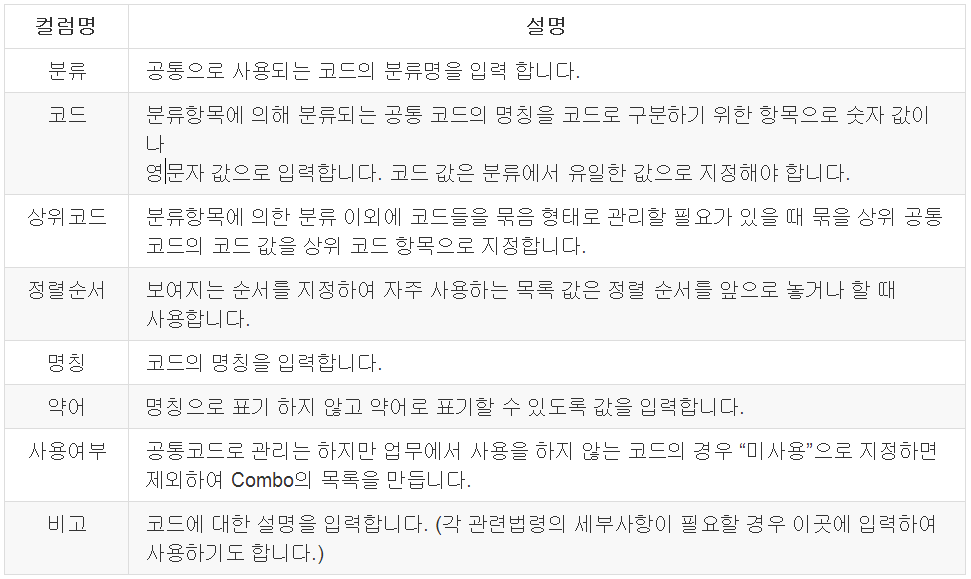 컬럼명 설명
분류 공통으로 사용되는 코드의 분류명을 입력 합니다.
코드 분류항목에 의해 분류되는 공통 코드의 명칭을 코드로 구분하기 위한 항목으로 숫자 값이
나
영문자 값으로 입력합니다. 코드 값은 분류에서 유일한 값으로 지정해야 합니다.
상위코드 분류항목에 의한 분류 이외에 코드들을 묶음 형태로 관리할 필요가 있을 때 묶을 상위 공통
코드의 코드 값을 상위 코드 항목으로 지정합니다.
정렬순서 보여지는 순서를 지정하여 자주 사용하는 목록 값은 정렬 순서를 앞으로 놓거나 할 때
사용합니다.
명칭 코드의 명칭을 입력합니다.
약어 명칭으로 표기 하지 않고 약어로 표기할 수 있도록 값을 입력합니다.
사용여부 공통코드로 관리는 하지만 업무에서 사용을 하지 않는 코드의 경우 “미사용”으로 지정하면
제외하여 Combo의 목록을 만듭니다.
비고 코드에 대한 설명을 입력합니다. (각 관련법령의 세부사항이 필요할 경우 이곳에 입력하여
사용하기도 합니다.)